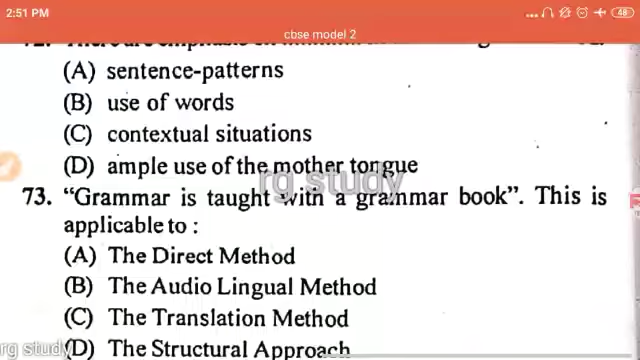 2:51 PM
48
cbse model 2
(A) sentence-patterns
(B) use of words
(C) contextual situations
(D) ample use of the mother tongue
rg study
73. “Grammar is taught with a grammar book”. This is
applicable to :
(A) The Direct Method
(B) The Audio Lingual Method
(C) The Translation Method
rg study
(D) The Structural Approach